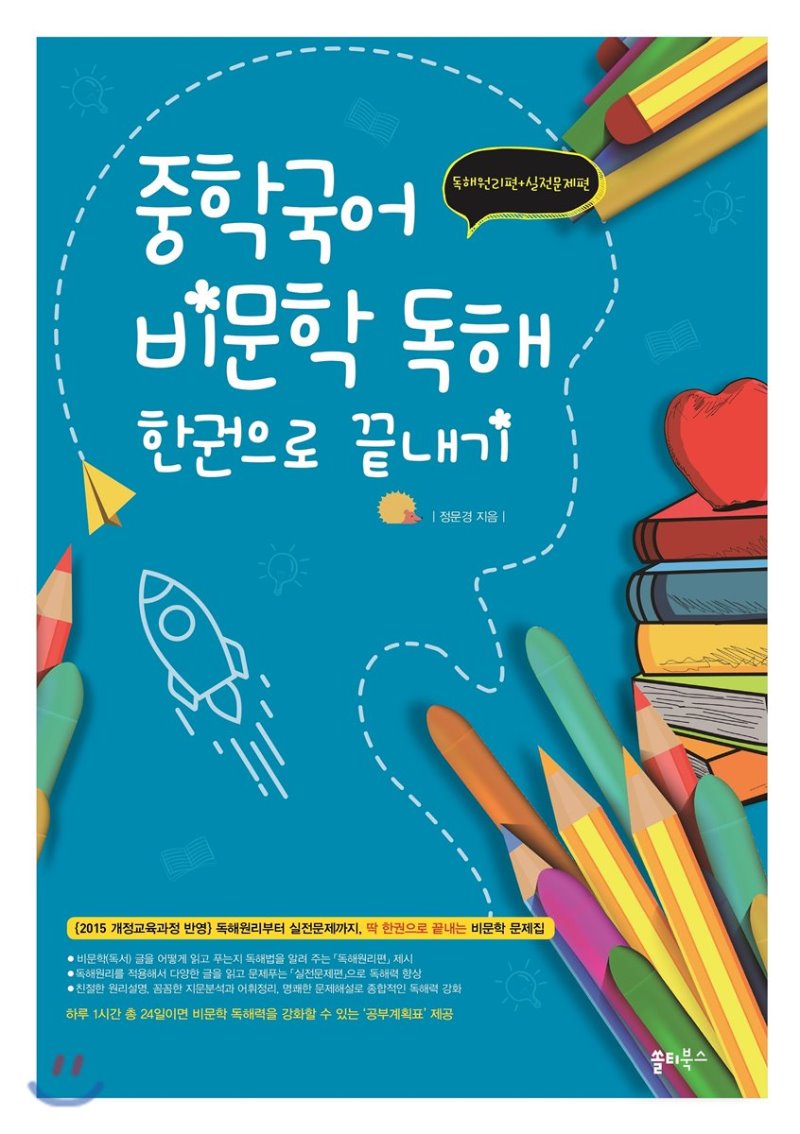 독해원리편+실전문제편
중학국어
비문학 독해
한권으로 끝내기
| 정문경 지음 |
{2015 개정교육과정 반영} 독해원리부터 실전문제까지, 딱 한권으로 끝내는 비문학 문제집
● 비문학(독서) 글을 어떻게 읽고 푸는지 독해법을 알려 주는 「독해원리편」 제시
● 독해원리를 적용해서 다양한 글을 읽고 문제푸는 「실전문제편」으로 독해력 향상
● 친절한 원리설명, 꼼꼼한 지문분석과 어휘정리, 명쾌한 문제해설로 종합적인 독해력 강화
하루 1시간 총 24일이면 비문학 독해력을 강화할 수 있는 '공부계획표' 제공
쏠티북스